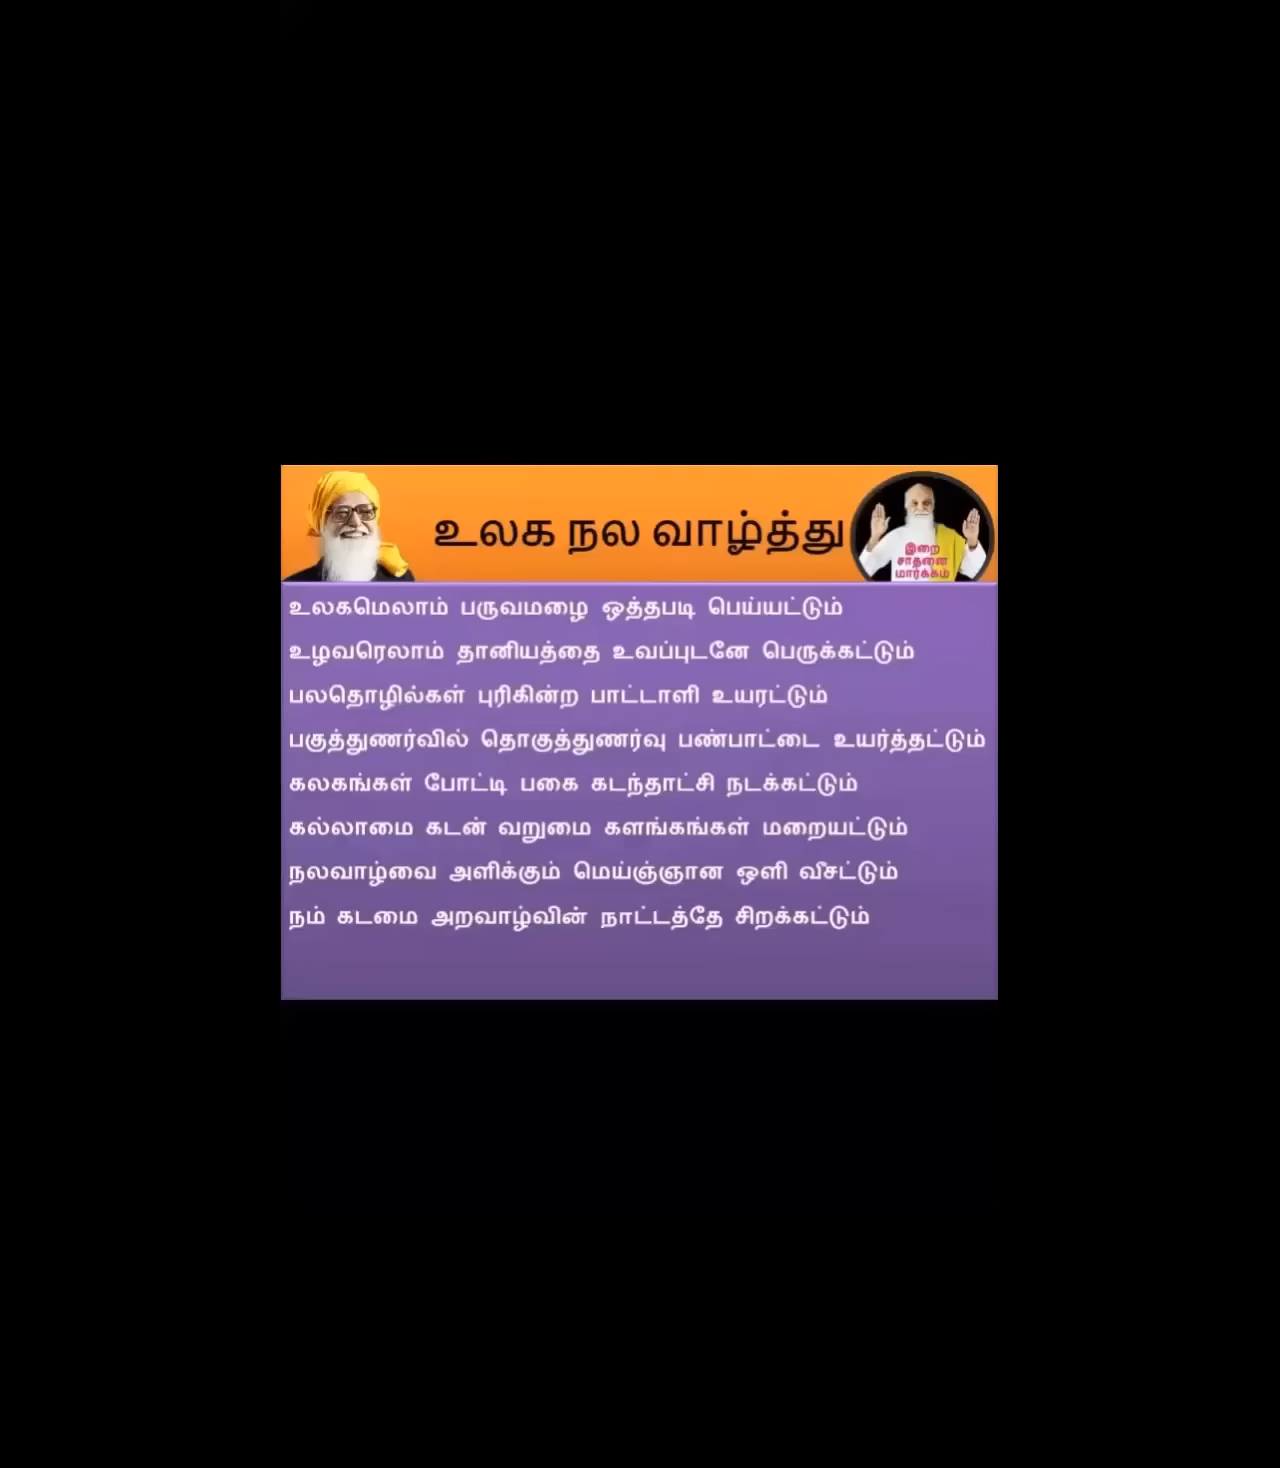 உலக நல வாழ்த்து
இறை
சாதனை
மார்க்கம்
உலகமெலாம் பருவமழை ஒத்தபடி பெய்யட்டும்
உழவரெலாம் தானியத்தை உவப்புடனே பெருக்கட்டும்
பலதொழில்கள் புரிகின்ற பாட்டாளி உயரட்டும்
பகுத்துணர்வில் தொகுத்துணர்வு பண்பாட்டை உயர்த்தட்டும்
கலகங்கள் போட்டி பகை கடந்தாட்சி நடக்கட்டும்
கல்லாமை கடன் வறுமை களங்கங்கள் மறையட்டும்
நலவாழ்வை அளிக்கும் மெய்ஞ்ஞான ஒளி வீசட்டும்
நம் கடமை அறவாழ்வின் நாட்டத்தே சிறக்கட்டும்